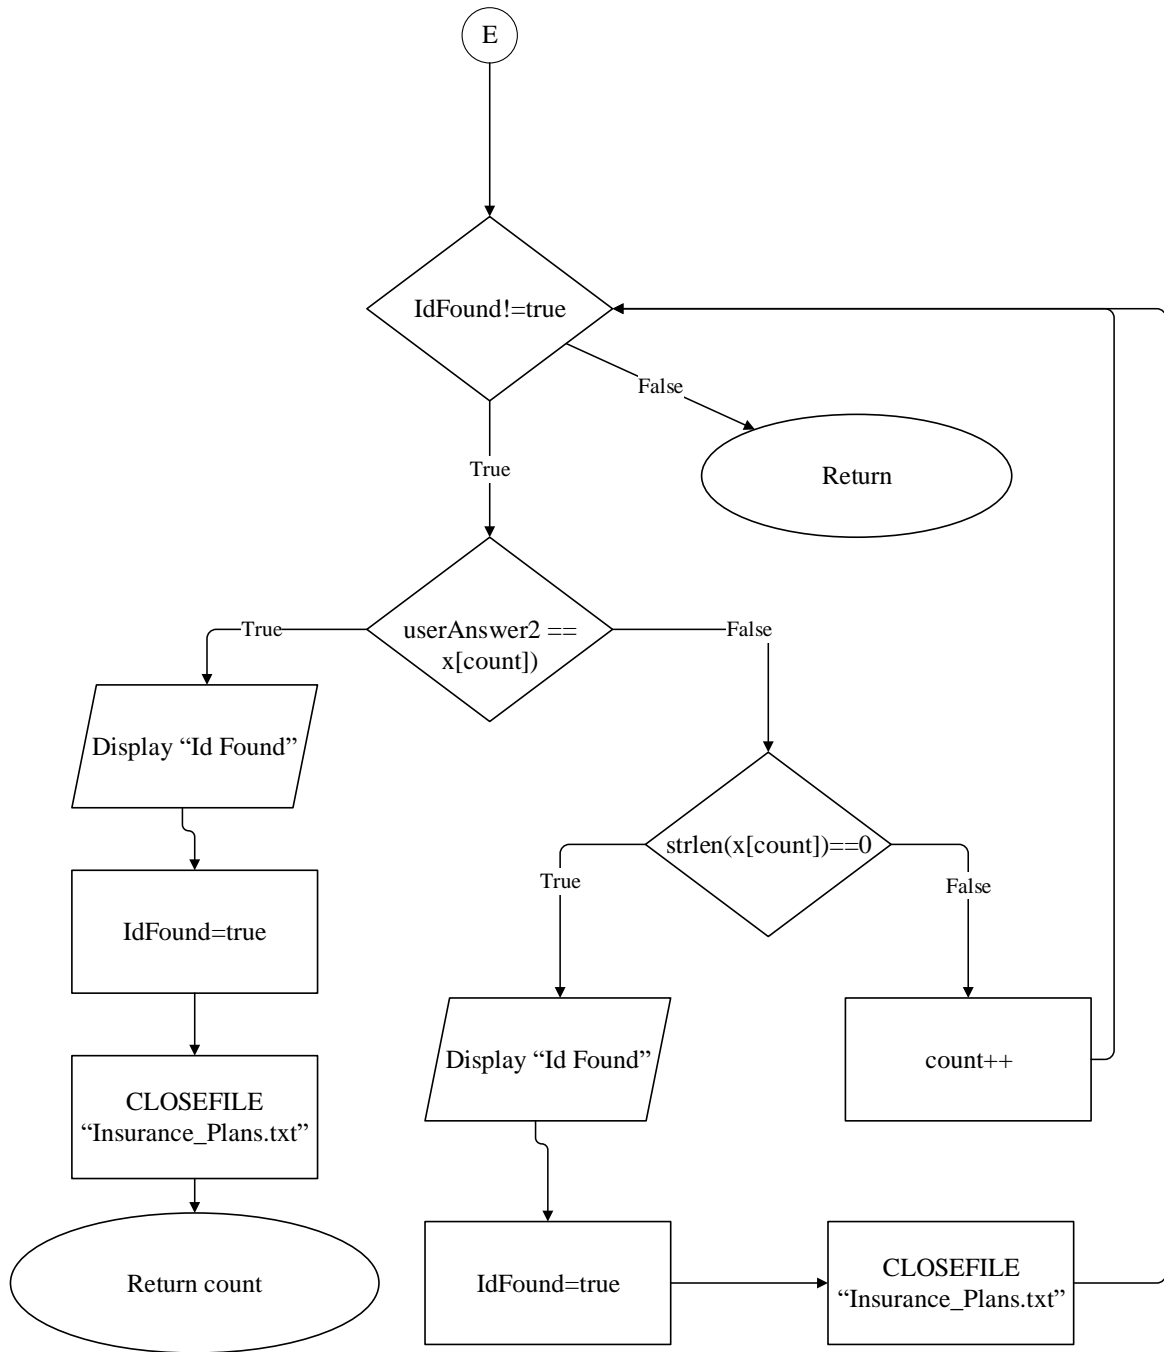 E
IdFound!=true
False
Return
True
userAnswer2 ==
x[count])
True
False
Display “Id Found”
strlen(x[count])==0
True
False
IdFound=true
Display “Id Found”
count++
CLOSEFILE
“Insurance_Plans.txt”
Return count
IdFound=true
CLOSEFILE
“Insurance_Plans.txt”